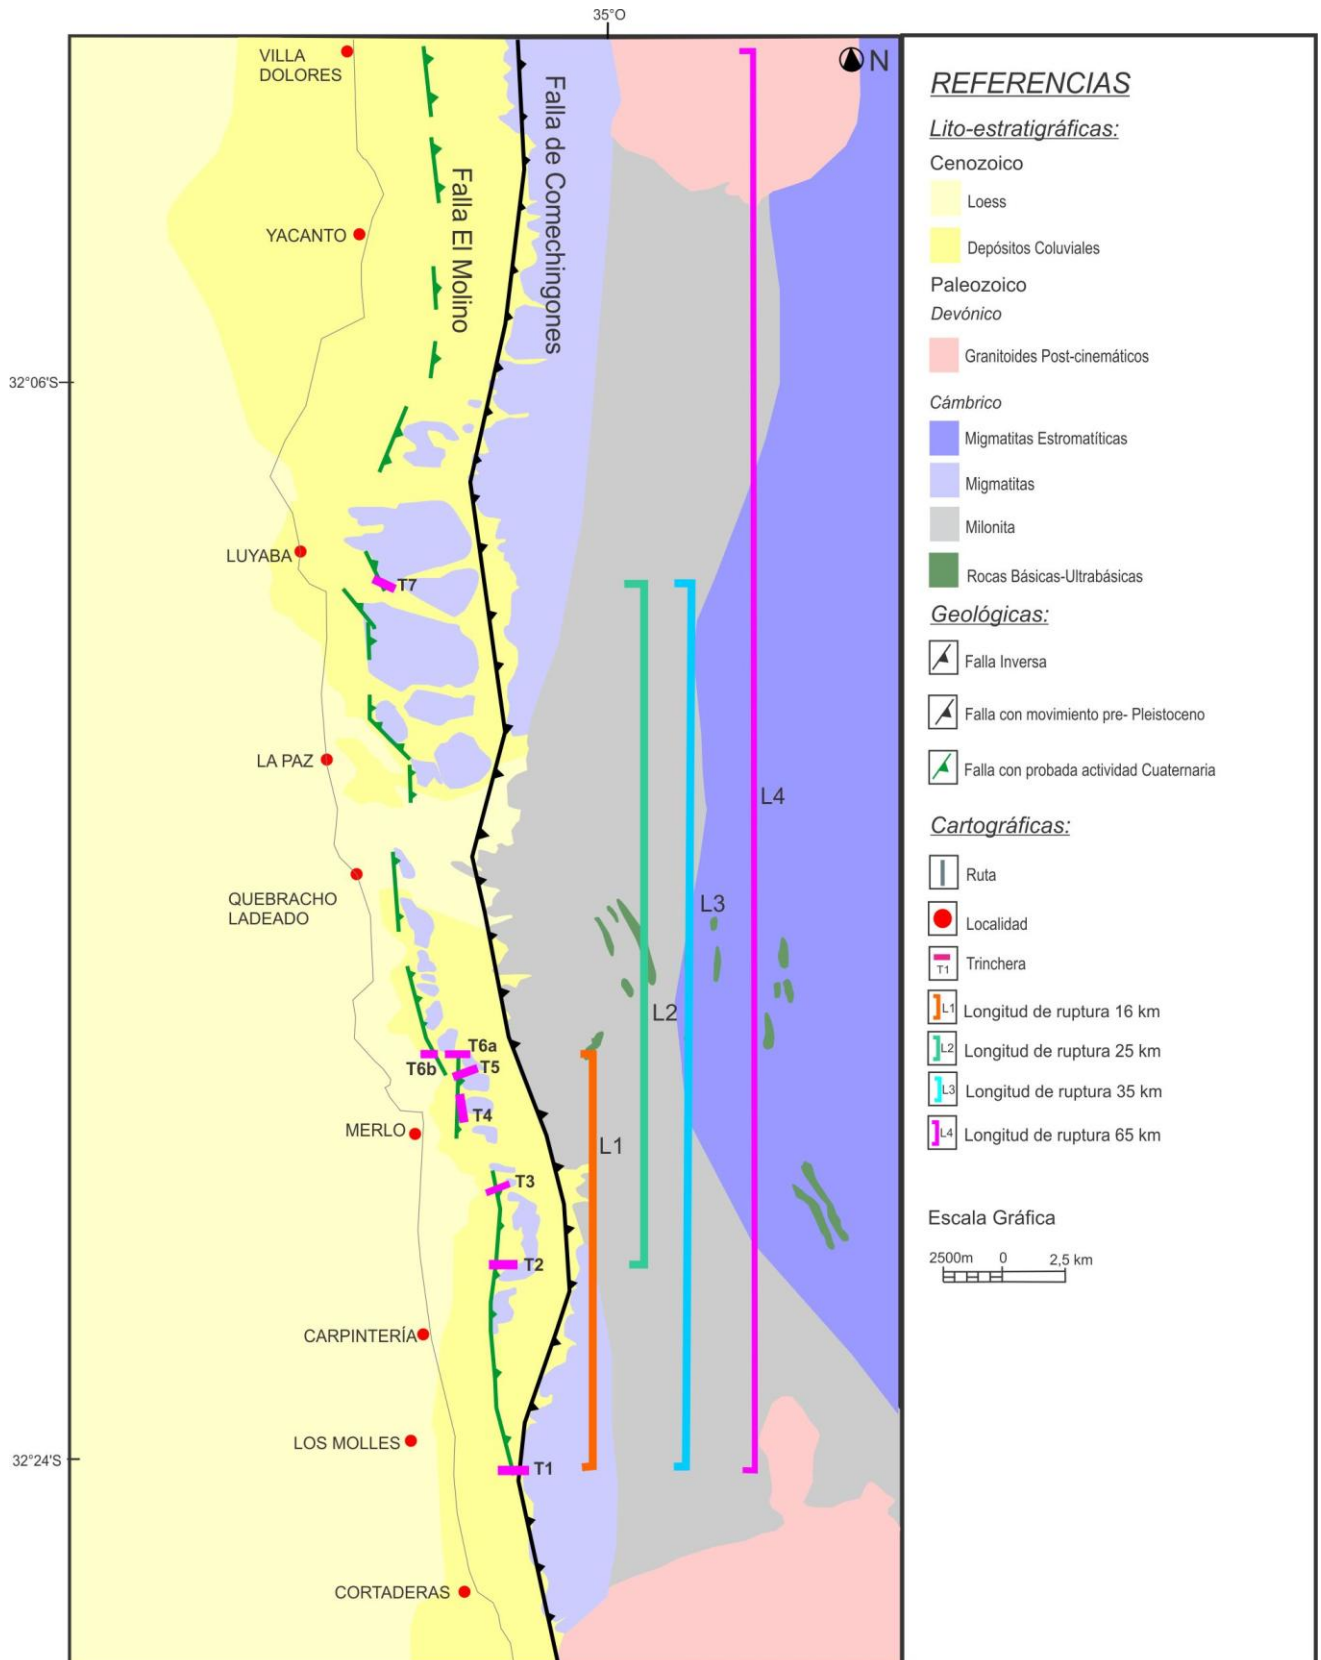 35°O
N
VILLA
DOLORES
Falla de Comechingones
Falla El Molino
YACANTO
32°06'S
LUYABA
T7
LA PAZ
L4
QUEBRACHO
LADEADO
L3
L2
T6a
T6b
T5
T4
MERLO
L1
T3
T2
CARPINTERÍA
LOS MOLLES
32°24'S
T1
CORTADERAS
REFERENCIAS
Lito-estratigráficas:
Cenozoico
Loess
Depósitos Coluviales
Paleozoico
Devónico
Granitoides Post-cinemáticos
Cámbrico
Migmatitas Estromatíticas
Migmatitas
Milonita
Rocas Básicas-Ultrabásicas
Geológicas:
Falla Inversa
Falla con movimiento pre- Pleistoceno
Falla con probada actividad Cuaternaria
Cartográficas:
Ruta
Localidad
T1 Trinchera
L1 Longitud de ruptura 16 km
L2 Longitud de ruptura 25 km
L3 Longitud de ruptura 35 km
L4 Longitud de ruptura 65 km
Escala Gráfica
2500m 0 2,5 km